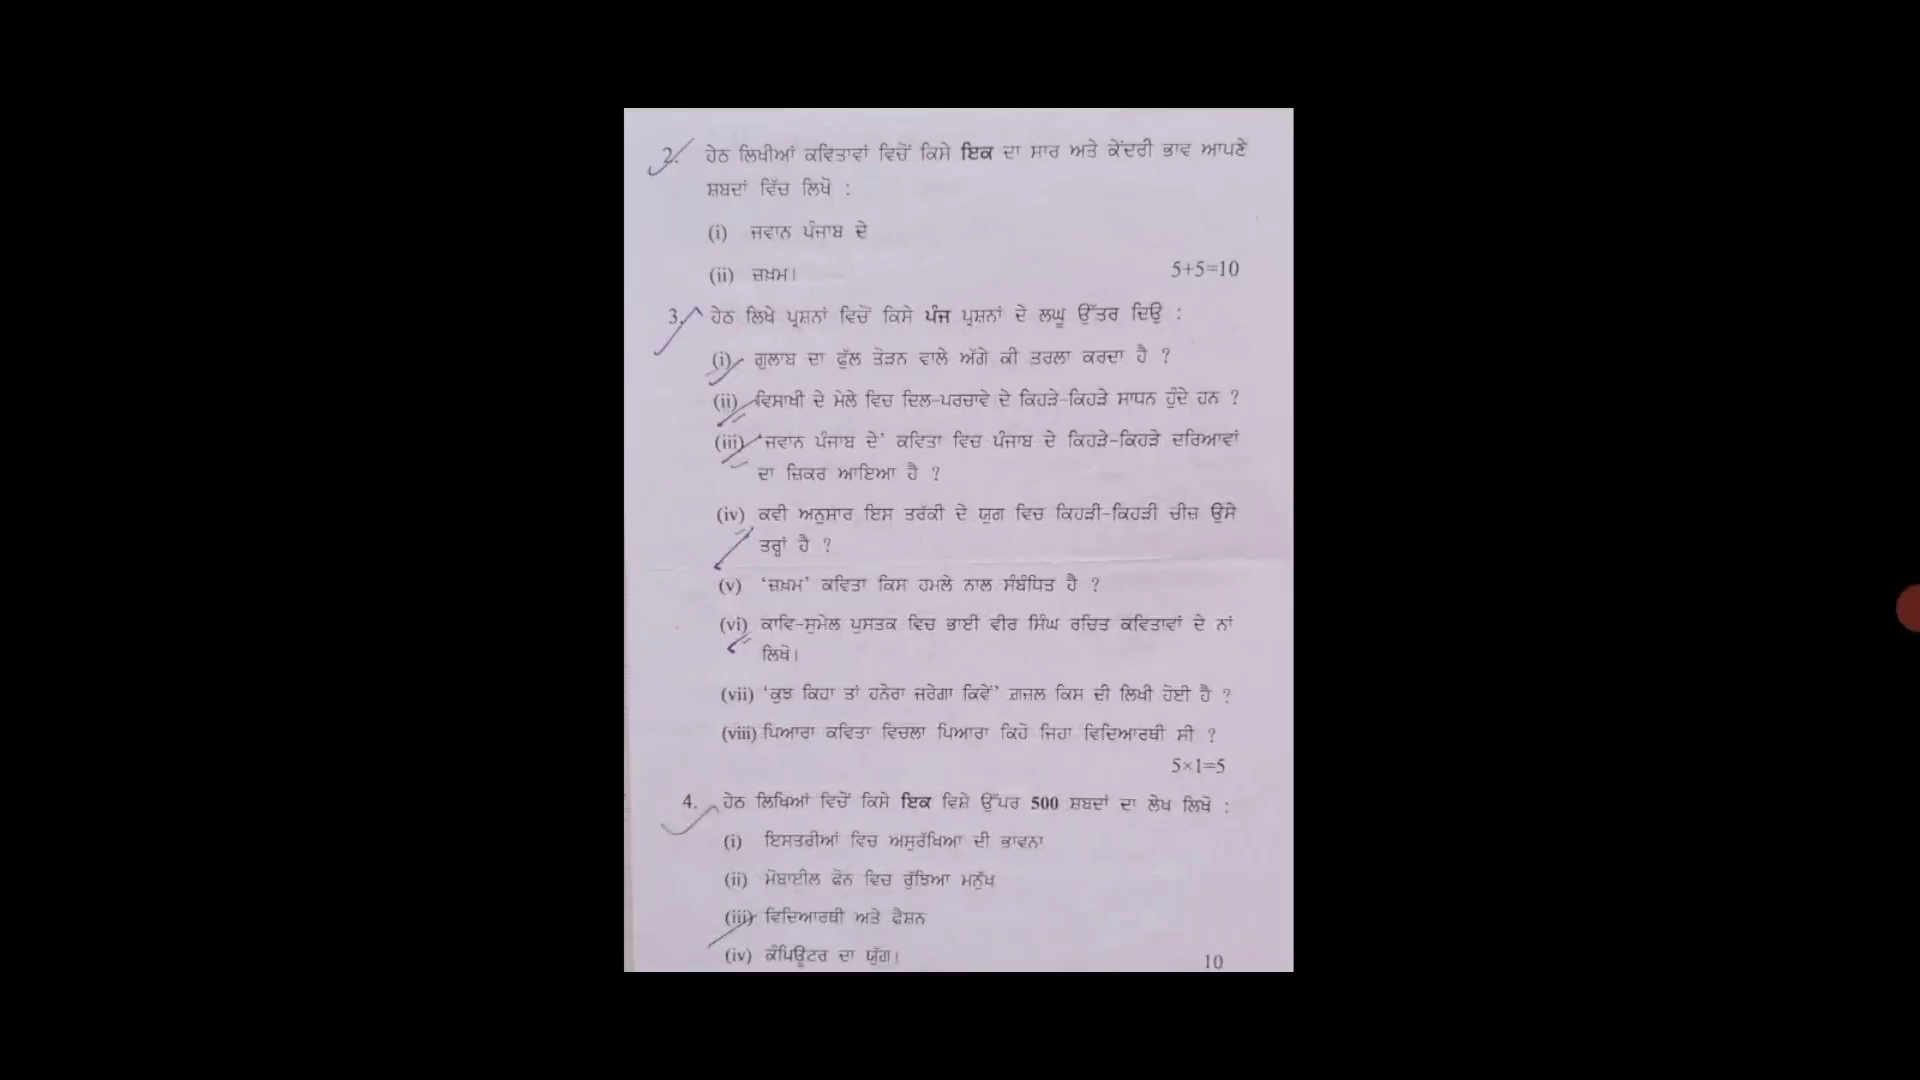 2. ਹੇਠ ਲਿਖੀਆਂ ਕਵਿਤਾਵਾਂ ਵਿਚੋਂ ਕਿਸੇ ਇਕ ਦਾ ਸਾਰ ਅਤੇ ਕੇਂਦਰੀ ਭਾਵ ਆਪਣੇ
ਸ਼ਬਦਾਂ ਵਿੱਚ ਲਿਖੋ :
(i) ਜਵਾਨ ਪੰਜਾਬ ਦੇ
(ii) ਜ਼ਖ਼ਮ। 5+5=10
3. ਹੇਠ ਲਿਖੇ ਪ੍ਰਸ਼ਨਾਂ ਵਿਚੋਂ ਕਿਸੇ ਪੰਜ ਪ੍ਰਸ਼ਨਾਂ ਦੇ ਲਘੂ ਉੱਤਰ ਦਿਉ :
(i) ਗੁਲਾਬ ਦਾ ਫੁੱਲ ਤੋੜਨ ਵਾਲੇ ਅੱਗੇ ਕੀ ਤਰਲਾ ਕਰਦਾ ਹੈ ?
(ii) ਵਿਸਾਖੀ ਦੇ ਮੇਲੇ ਵਿਚ ਦਿਲ-ਪਰਚਾਵੇ ਦੇ ਕਿਹੜੇ-ਕਿਹੜੇ ਸਾਧਨ ਹੁੰਦੇ ਹਨ ?
(iii) 'ਜਵਾਨ ਪੰਜਾਬ ਦੇ' ਕਵਿਤਾ ਵਿਚ ਪੰਜਾਬ ਦੇ ਕਿਹੜੇ-ਕਿਹੜੇ ਦਰਿਆਵਾਂ
ਦਾ ਜ਼ਿਕਰ ਆਇਆ ਹੈ ?
(iv) ਕਵੀ ਅਨੁਸਾਰ ਇਸ ਤਰੱਕੀ ਦੇ ਯੁਗ ਵਿਚ ਕਿਹੜੀ-ਕਿਹੜੀ ਚੀਜ਼ ਉਸੇ
ਤਰ੍ਹਾਂ ਹੈ ?
(v) 'ਜ਼ਖ਼ਮ' ਕਵਿਤਾ ਕਿਸ ਹਮਲੇ ਨਾਲ ਸੰਬੰਧਿਤ ਹੈ ?
(vi) ਕਾਵਿ-ਸੁਮੇਲ ਪੁਸਤਕ ਵਿਚ ਭਾਈ ਵੀਰ ਸਿੰਘ ਰਚਿਤ ਕਵਿਤਾਵਾਂ ਦੇ ਨਾਂ
ਲਿਖੋ।
(vii) 'ਕੁਝ ਕਿਹਾ ਤਾਂ ਹਨੇਰਾ ਜਰੇਗਾ ਕਿਵੇਂ' ਗ਼ਜ਼ਲ ਕਿਸ ਦੀ ਲਿਖੀ ਹੋਈ ਹੈ ?
(viii) ਪਿਆਰਾ ਕਵਿਤਾ ਵਿਚਲਾ ਪਿਆਰਾ ਕਿਹੋ ਜਿਹਾ ਵਿਦਿਆਰਥੀ ਸੀ ?
5×1=5
4. ਹੇਠ ਲਿਖਿਆਂ ਵਿਚੋਂ ਕਿਸੇ ਇਕ ਵਿਸ਼ੇ ਉੱਪਰ 500 ਸ਼ਬਦਾਂ ਦਾ ਲੇਖ ਲਿਖੋ :
(i) ਇਸਤਰੀਆਂ ਵਿਚ ਅਸੁਰੱਖਿਆ ਦੀ ਭਾਵਨਾ
(ii) ਮੋਬਾਈਲ ਫੋਨ ਵਿਚ ਰੁੱਝਿਆ ਮਨੁੱਖ
(iii) ਵਿਦਿਆਰਥੀ ਅਤੇ ਫੈਸ਼ਨ
(iv) ਕੰਪਿਊਟਰ ਦਾ ਯੁੱਗ। 10